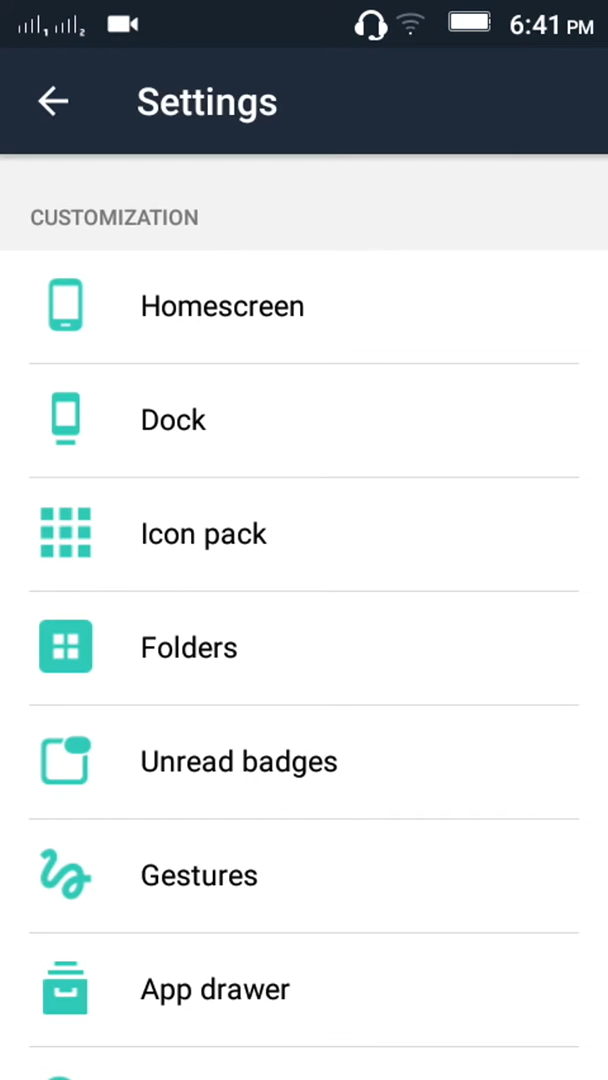 6:41 PM
Settings
CUSTOMIZATION
Homescreen
Dock
Icon pack
Folders
Unread badges
Gestures
App drawer